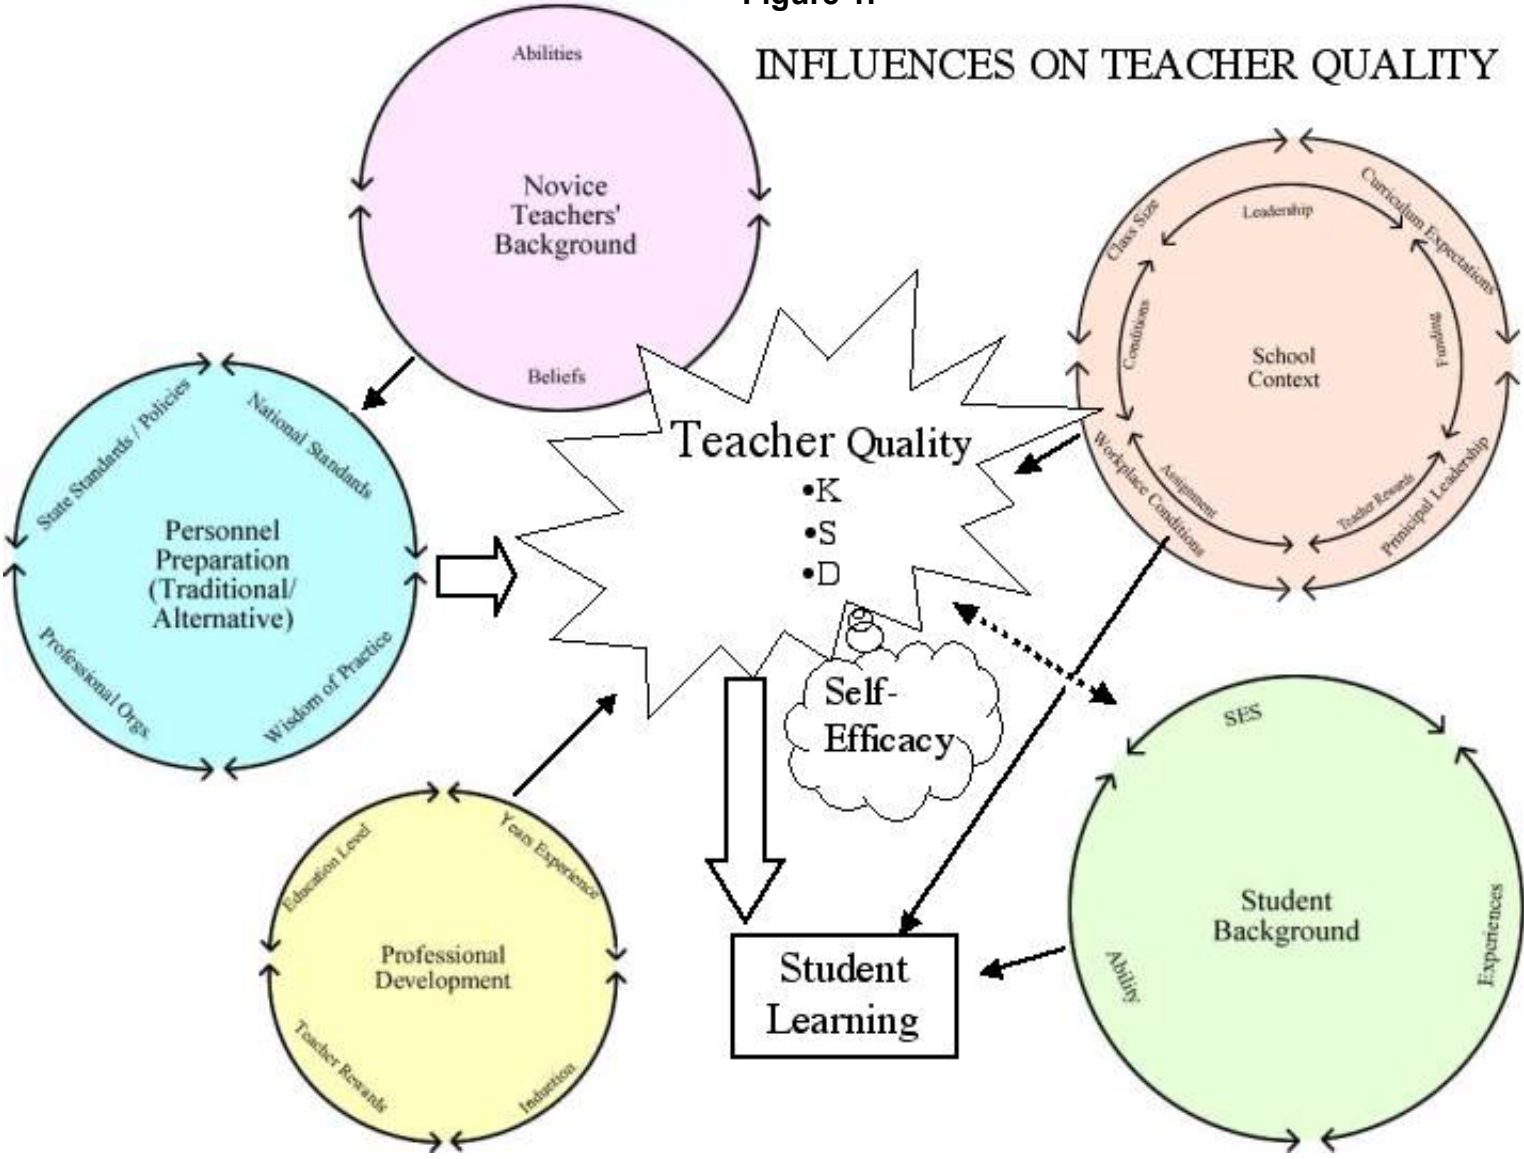 Figure 1.
INFLUENCES ON TEACHER QUALITY
Abilities
Novice
Teachers'
Background
Beliefs
Class Size
Curriculum Expectations
Leadership
Conditions
Funding
School
Context
Workplace Conditions
Assignment
Teacher Rewards
Principal Leadership
State Standards / Policies
National Standards
Personnel
Preparation
(Traditional/
Alternative)
Professional Orgs.
Wisdom of Practice
Teacher Quality
•K
•S
•D
Self-
Efficacy
SES
Student
Background
Ability
Experiences
Education Level
Years Experience
Professional
Development
Teacher Rewards
Induction
Student
Learning